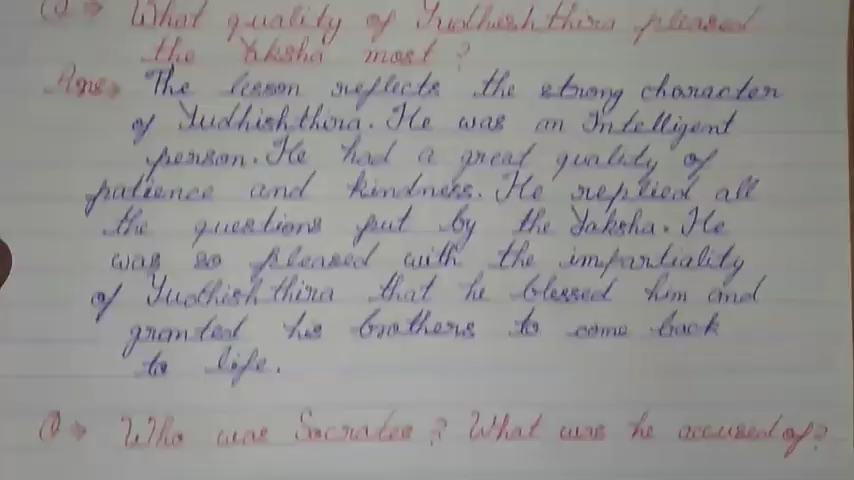 Q → What quality of Yudhishthira pleased
the Yaksha most?
Ans → The lesson reflects the strong character
of Yudhishthira. He was an Intelligent
person. He had a great quality of
patience and kindness. He replied all
the questions put by the Yaksha. He
was so pleased with the impartiality
of Yudhishthira that he blessed him and
granted his brothers to come back
to life.
Q → Who was Socrates? What was he accused of?